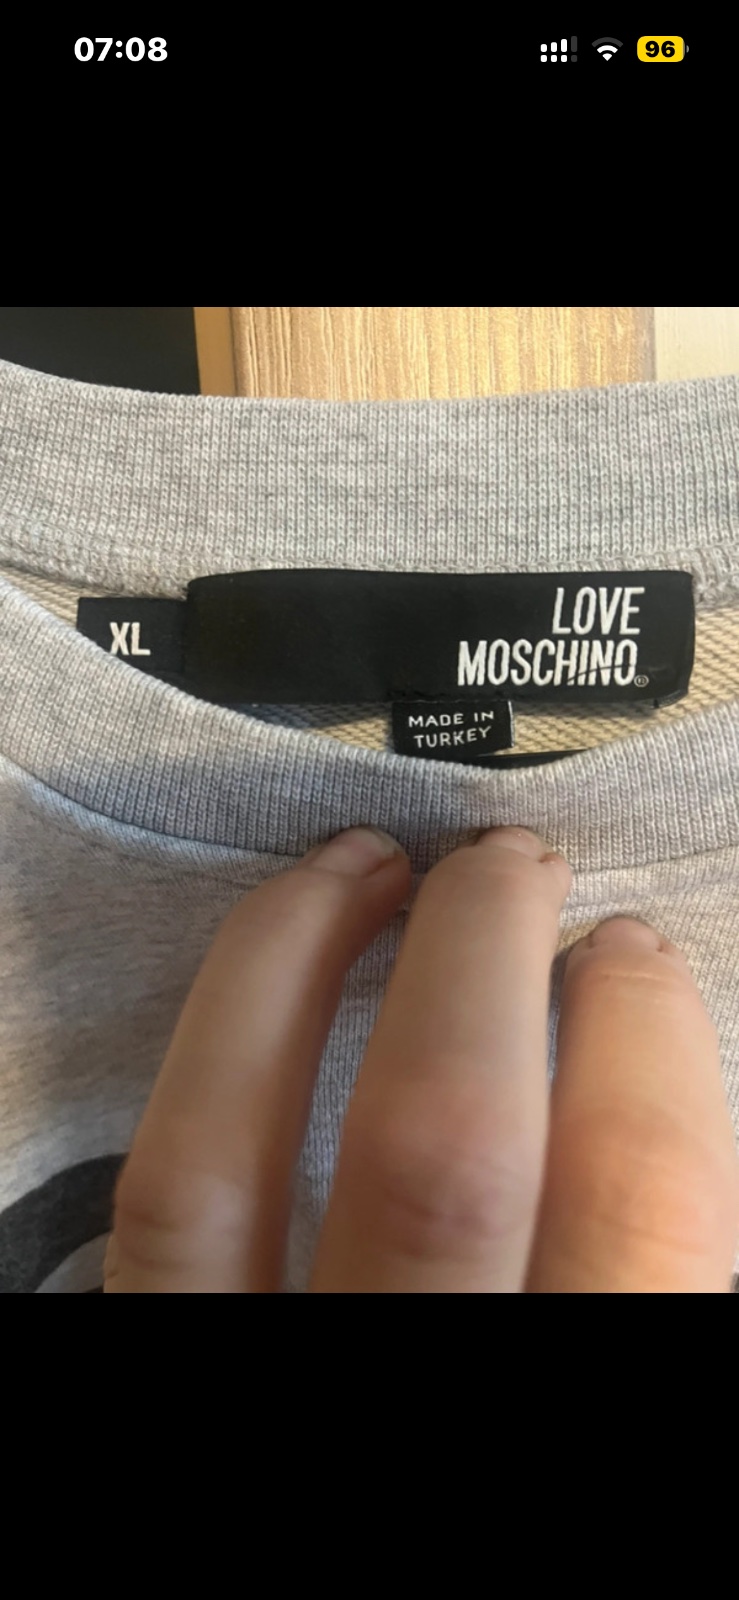 07:08
96
XL
LOVE
MOSCHINO®
MADE IN
TURKEY